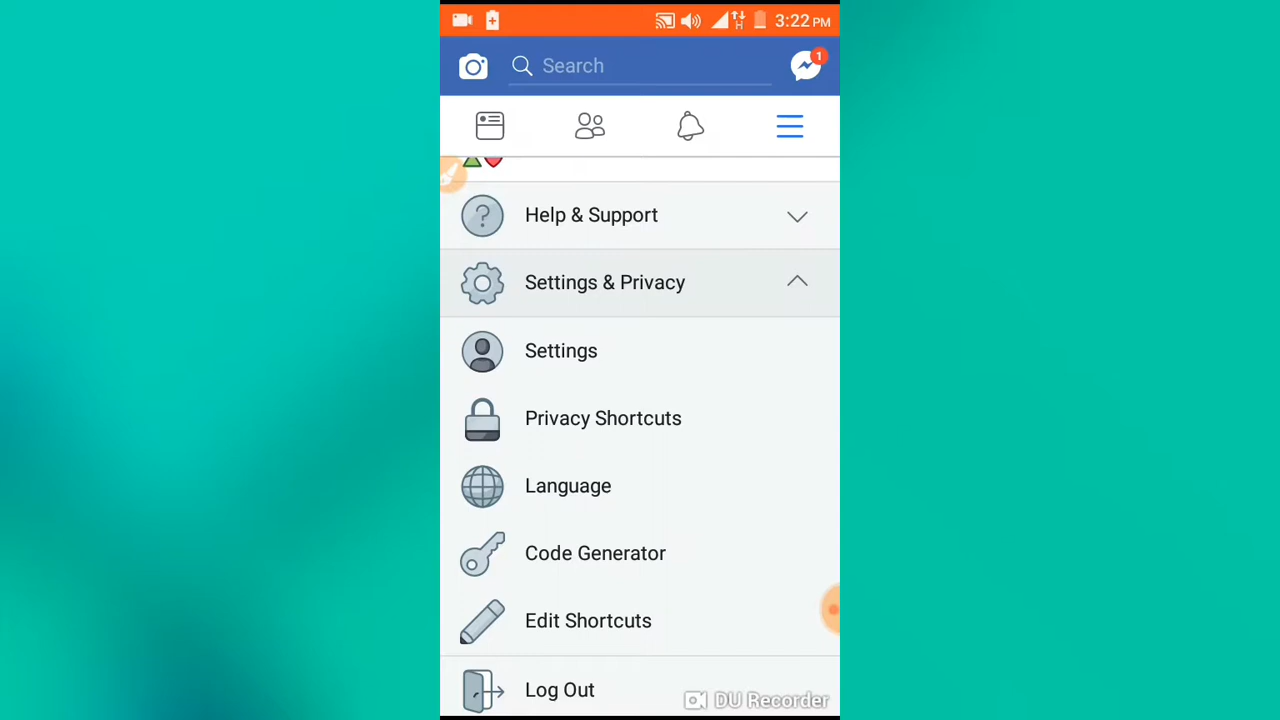 3:22 PM
Search
1
Help & Support
Settings & Privacy
Settings
Privacy Shortcuts
Language
Code Generator
Edit Shortcuts
Log Out
DU Recorder